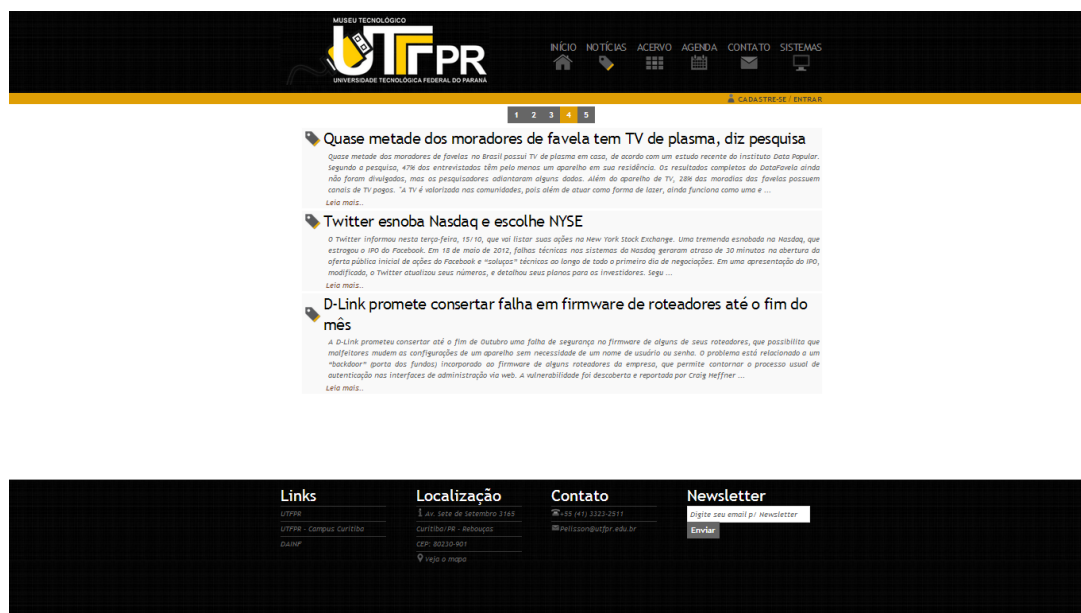 MUSEU TECNOLÓGICO
UTFPR
UNIVERSIDADE TECNOLÓGICA FEDERAL DO PARANÁ
INÍCIO NOTÍCIAS ACERVO AGENDA CONTATO SISTEMAS
CADASTRE-SE / ENTRAR
1 2 3 4 5
Quase metade dos moradores de favela tem TV de plasma, diz pesquisa
Quase metade dos moradores de favelas no Brasil possui TV de plasma em casa, de acordo com um estudo recente do instituto Data Popular.
Segundo a pesquisa, 47% dos entrevistados têm pelo menos um aparelho em sua residência. Os resultados completos do DataFavela ainda
não foram divulgados, mas os pesquisadores adiantaram alguns dados. Além do aparelho de TV, 28% das moradias das favelas possuem
canais de TV pagos. "A TV é valorizada nas comunidades, pois além de atuar como forma de lazer, ainda funciona como uma e ...
Leia mais..
Twitter esnoba Nasdaq e escolhe NYSE
O Twitter informou nesta terça-feira, 15/10, que vai listar suas ações na New York Stock Exchange. Uma tremenda esnobada na Nasdaq, que
estragou o IPO do Facebook. Em 18 de maio de 2012, falhas técnicas nos sistemas da Nasdaq geraram atraso de 30 minutos na abertura da
oferta pública inicial de ações do Facebook e “soluços” técnicos ao longo de todo o primeiro dia de negociações. Em uma apresentação do IPO,
modificada, o Twitter atualizou seus números, e detalhou seus planos para os investidores. Segu ...
Leia mais..
D-Link promete consertar falha em firmware de roteadores até o fim do
mês
A D-Link prometeu consertar até o fim de Outubro uma falha de segurança no firmware de alguns de seus roteadores, que possibilita que
malfeitores mudem as configurações de um aparelho sem necessidade de um nome de usuário ou senha. O problema está relacionado a um
“backdoor” (porta dos fundos) incorporado ao firmware de alguns roteadores da empresa, que permite contornar o processo usual de
autenticação nas interfaces de administração via web. A vulnerabilidade foi descoberta e reportada por Craig Heffner ...
Leia mais..
Links
UTFPR
UTFPR - Campus Curitiba
DAINF
Localização
Av. Sete de Setembro 3165
Curitiba/PR - Rebouças
CEP: 80230-901
Veja o mapa
Contato
+55 (41) 3323-2511
Pelisson@utfpr.edu.br
Newsletter
Digite seu email p/ Newsletter
Enviar